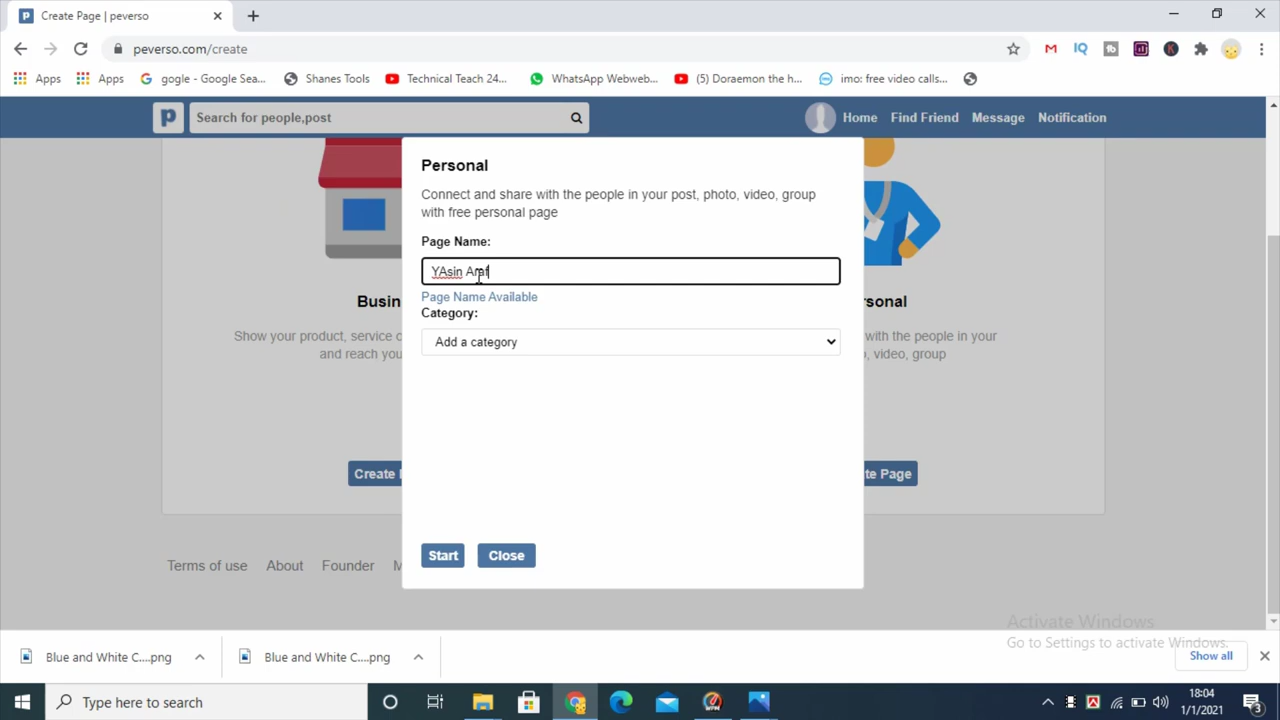 Create Page | peverso
peverso.com/create
Apps
Apps
gogle - Google Sea...
Shanes Tools
Technical Teach 24...
WhatsApp Webweb...
(5) Doraemon the h...
imo: free video calls...
P
Search for people,post
Home
Find Friend
Message
Notification
Personal
Connect and share with the people in your post, photo, video, group
with free personal page
Page Name:
YAsin Araf
Page Name Available
Category:
Add a category
Busin
sonal
Show your product, service
and reach you
with the people in your
video, group
Create
te Page
Start
Close
Terms of use
About
Founder
M
Activate Windows
Go to Settings to activate Windows.
Blue and White C....png
Blue and White C....png
Show all
Type here to search
18:04
1/1/2021
3